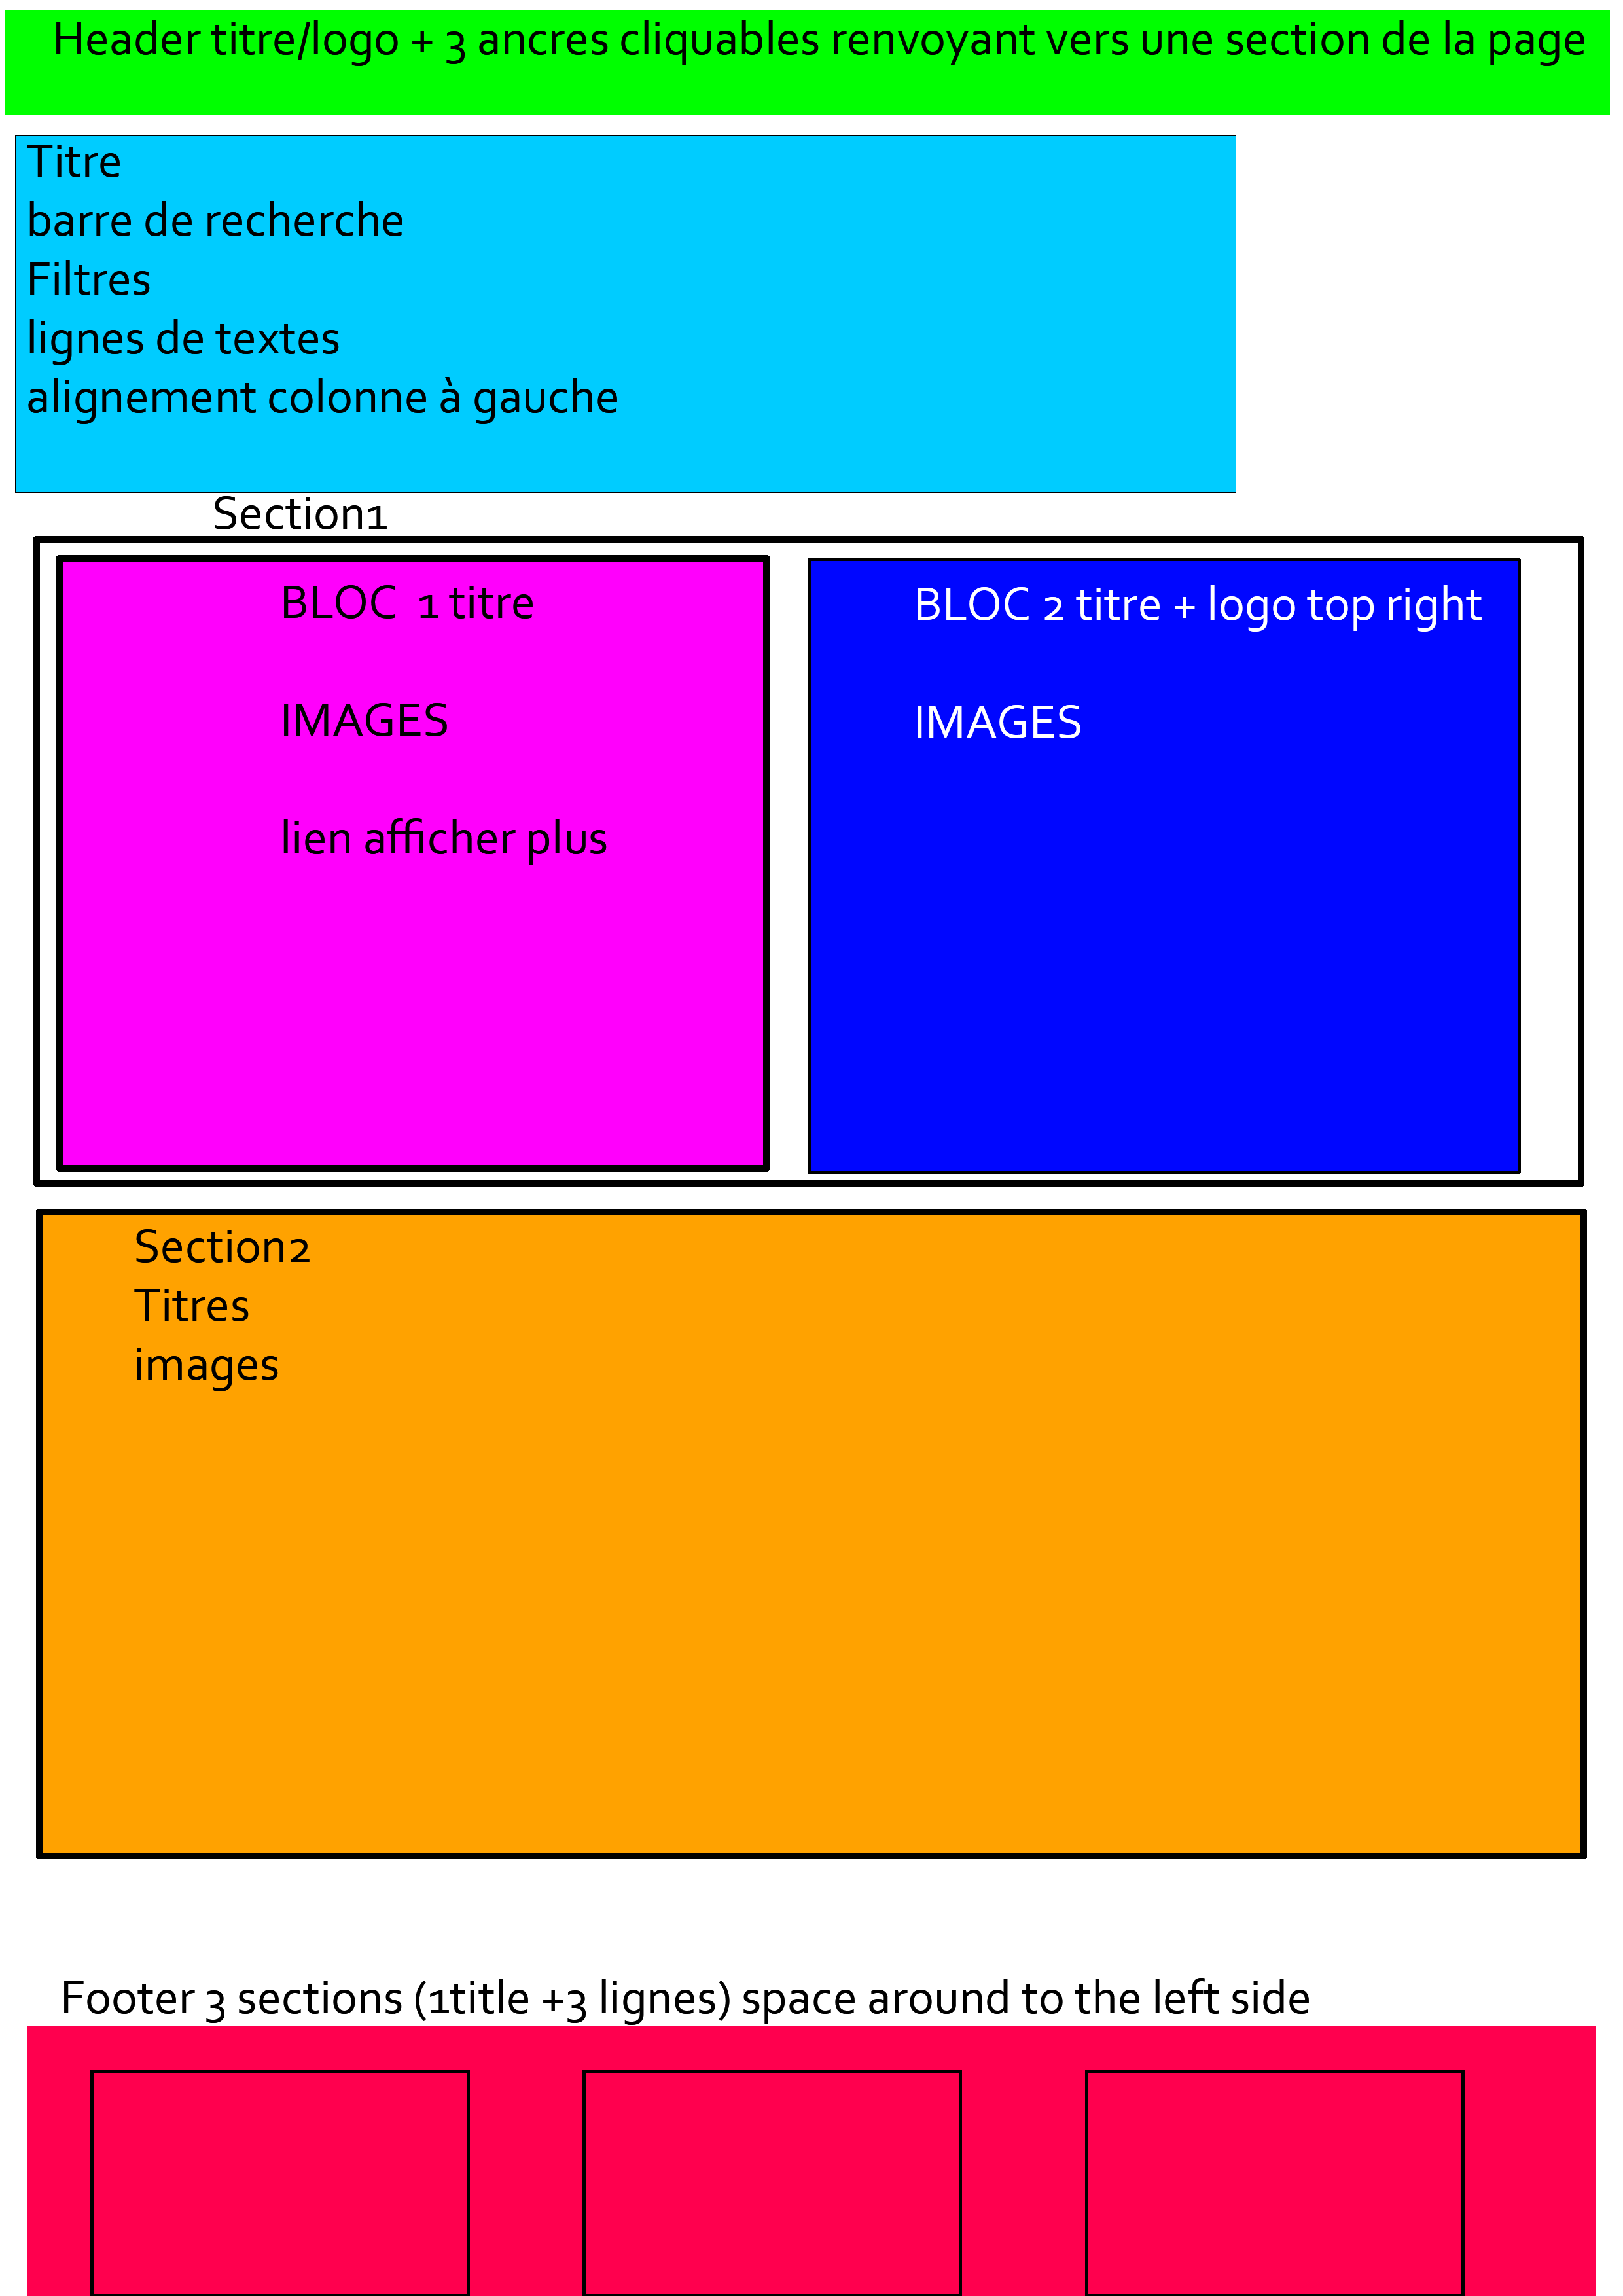 Header titre/logo + 3 ancres cliquables renvoyant vers une section de la page
Titre
barre de recherche
Filtres
lignes de textes
alignement colonne à gauche
Section1
BLOC  1 titre
IMAGES
lien afficher plus
BLOC 2 titre + logo top right
IMAGES
Section2
Titres
images
Footer 3 sections (1title +3 lignes) space around to the left side